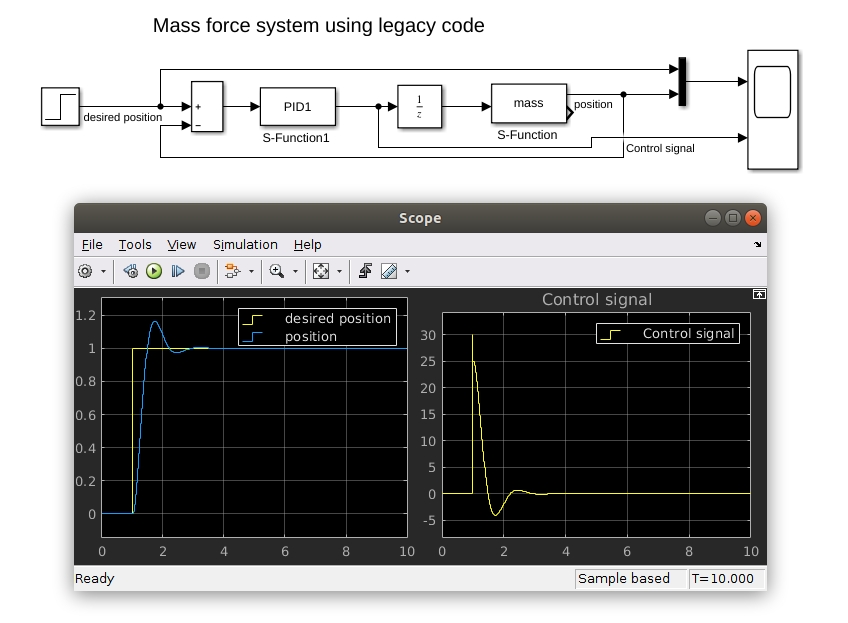 Mass force system using legacy code
desired position
+
−
PID1
S-Function1
1
z
mass
S-Function
position
Control signal
Scope
File Tools View Simulation Help
desired position
position
1.2
1
0.8
0.6
0.4
0.2
0
0 2 4 6 8 10
Control signal
Control signal
30
25
20
15
10
5
0
-5
0 2 4 6 8 10
Ready Sample based T=10.000